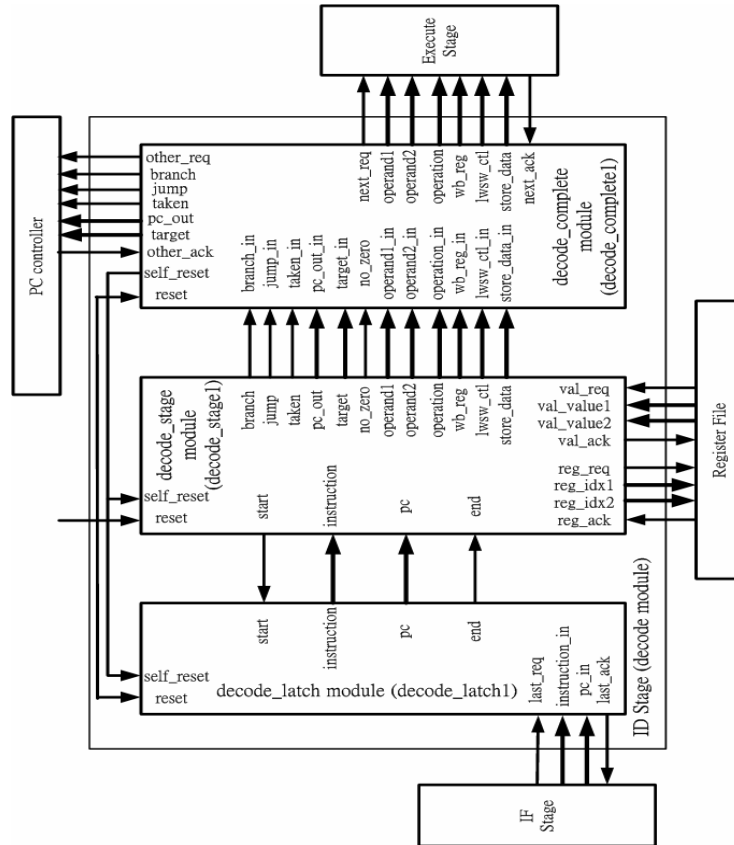 Execute
Stage
PC controller
other_req
branch
jump
taken
pc_out
target
other_ack
self_reset
reset
branch_in
jump_in
taken_in
pc_out_in
target_in
no_zero
operand1_in
operand2_in
operation_in
wb_reg_in
lwsw_ctl_in
store_data_in
next_req
operand1
operand2
operation
wb_reg
lwsw_ctl
store_data
next_ack
decode_complete
module
(decode_complete1)
decode_stage
module
(decode_stage1)
self_reset
reset
branch
jump
taken
pc_out
target
no_zero
operand1
operand2
operation
wb_reg
lwsw_ctl
store_data
start
instruction
pc
end
val_req
val_value1
val_value2
val_ack
reg_req
reg_idx1
reg_idx2
reg_ack
Register File
self_reset
reset
decode_latch module (decode_latch1)
start
instruction
pc
end
last_req
instruction_in
pc_in
last_ack
ID Stage (decode module)
IF
Stage